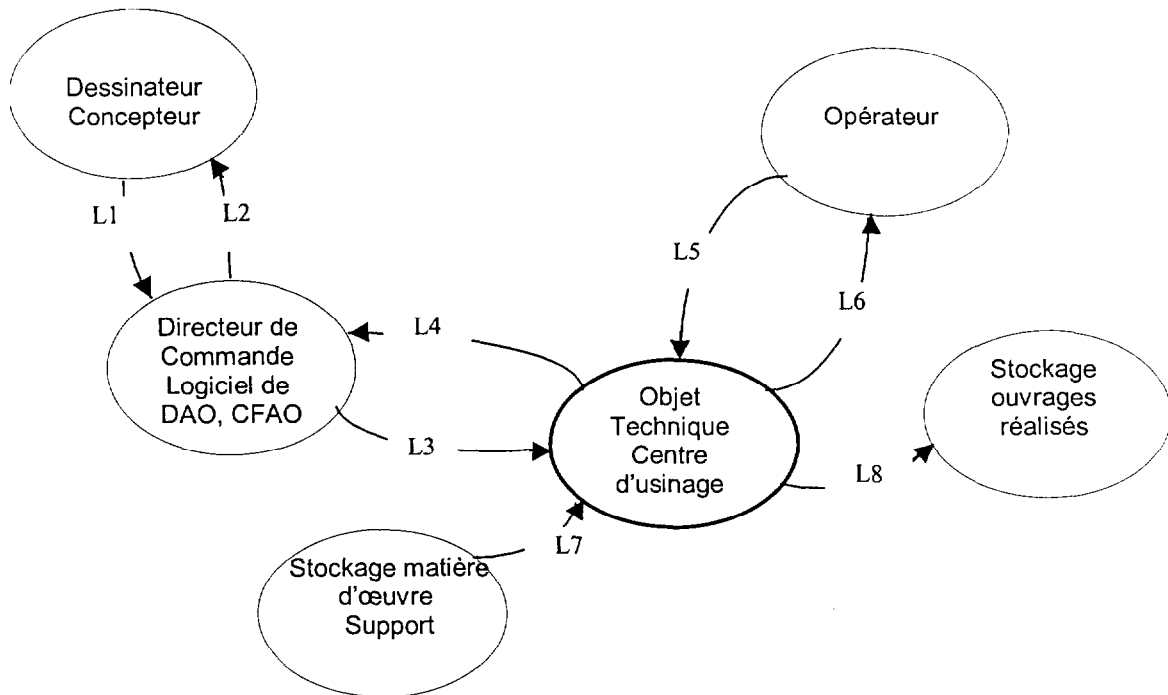 Dessinateur
Concepteur
Opérateur
L1
L2
L5
L6
Directeur de
Commande
Logiciel de
DAO, CFAO
L4
L3
Objet
Technique
Centre
d'usinage
Stockage
ouvrages
réalisés
L8
L7
Stockage matière
d'œuvre
Support